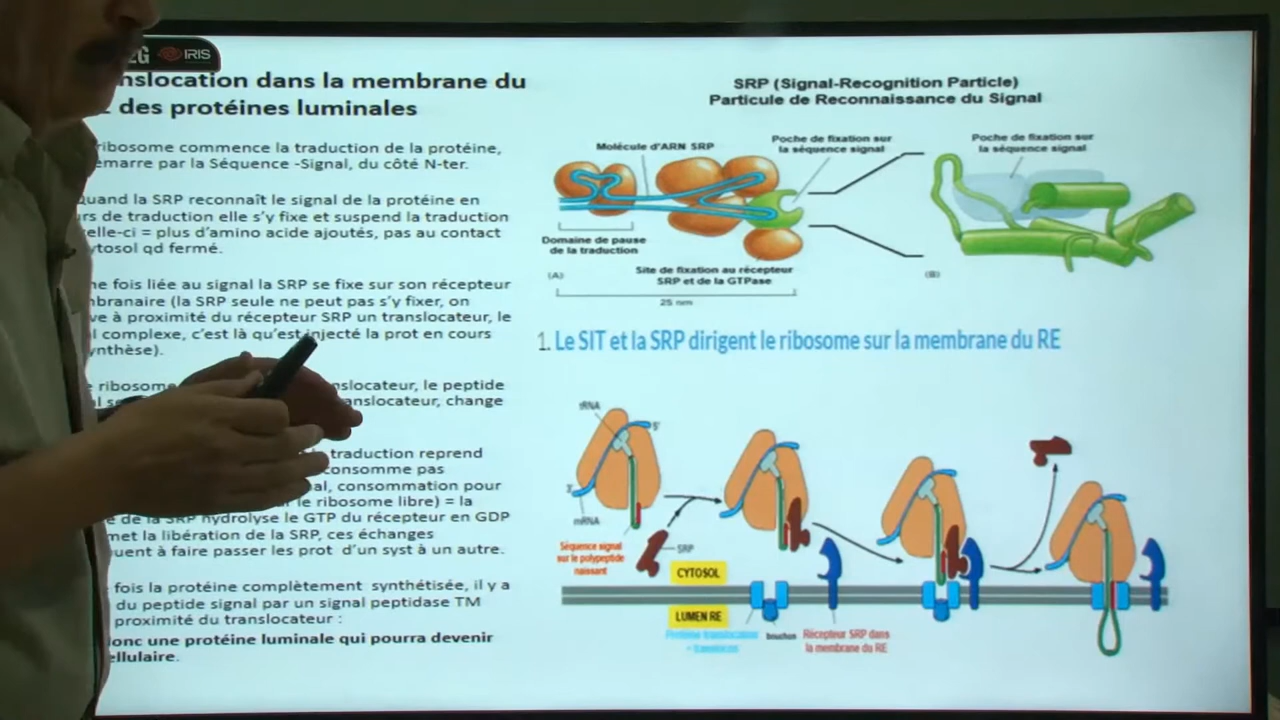 2G IRIS
nslocation dans la membrane du
des protéines luminales
ribosome commence la traduction de la protéine,
émarre par la Séquence -Signal, du côté N-ter.
uand la SRP reconnaît le signal de la protéine en
rs de traduction elle s'y fixe et suspend la traduction
elle-ci = plus d'amino acide ajoutés, pas au contact
ytosol qd fermé.
ne fois liée au signal la SRP se fixe sur son récepteur
mbranaire (la SRP seule ne peut pas s'y fixer, on
ve à proximité du récepteur SRP un translocateur, le
l complexe, c'est là qu'est injecté la prot en cours
ynthèse).
ribosome nslocateur, le peptide
al se anslocateur, change
traduction reprend
consomme pas
nal, consommation pour
le ribosome libre) = la
de la SRP hydrolyse le GTP du récepteur en GDP
met la libération de la SRP, ces échanges
uent à faire passer les prot d'un syst à un autre.
fois la protéine complètement synthétisée, il y a
du peptide signal par un signal peptidase TM
proximité du translocateur :
onc une protéine luminale qui pourra devenir
ellulaire.
SRP (Signal-Recognition Particle)
Particule de Reconnaissance du Signal
Molécule d'ARN SRP
Poche de fixation sur
la séquence signal
Poche de fixation sur
la séquence signal
Domaine de pause
de la traduction
Site de fixation au récepteur
SRP et de la GTPase
(A)
(B)
25 nm
1. Le SIT et la SRP dirigent le ribosome sur la membrane du RE
tRNA
5'
3'
mRNA
Séquence signal
sur le polypeptide
naissant
SRP
CYTOSOL
LUMEN RE
Protéine translocateur
bouchon
Récepteur SRP dans
la membrane du RE